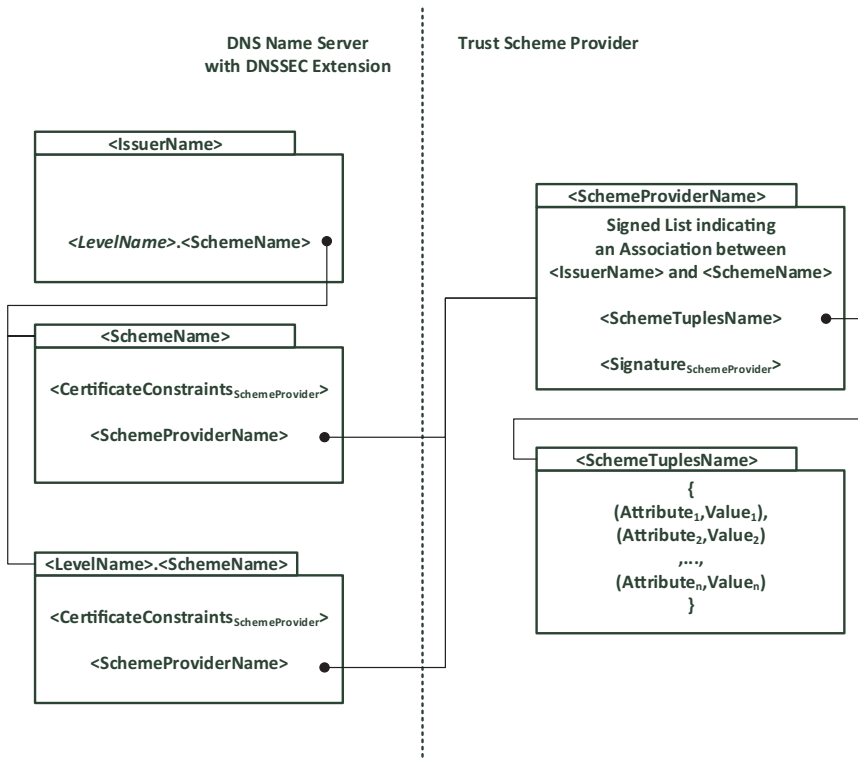 DNS Name Server
with DNSSEC Extension
Trust Scheme Provider
<IssuerName>
<LevelName>.<SchemeName>
<SchemeName>
<CertificateConstraintsSchemeProvider>
<SchemeProviderName>
<LevelName>.<SchemeName>
<CertificateConstraintsSchemeProvider>
<SchemeProviderName>
<SchemeProviderName>
Signed List indicating
an Association between
<IssuerName> and <SchemeName>
<SchemeTuplesName>
<SignatureSchemeProvider>
<SchemeTuplesName>
{
(Attribute1,Value1),
(Attribute2,Value2)
,...,
(Attributen,Valuen)
}